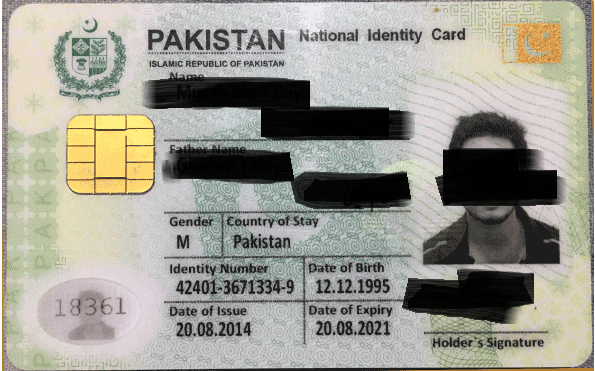 PAKISTAN National Identity Card
ISLAMIC REPUBLIC OF PAKISTAN
Name
Father Name
Gender Country of Stay
M Pakistan
Identity Number Date of Birth
42401-3671334-9 12.12.1995
Date of Issue Date of Expiry
20.08.2014 20.08.2021
18361
Holder's Signature